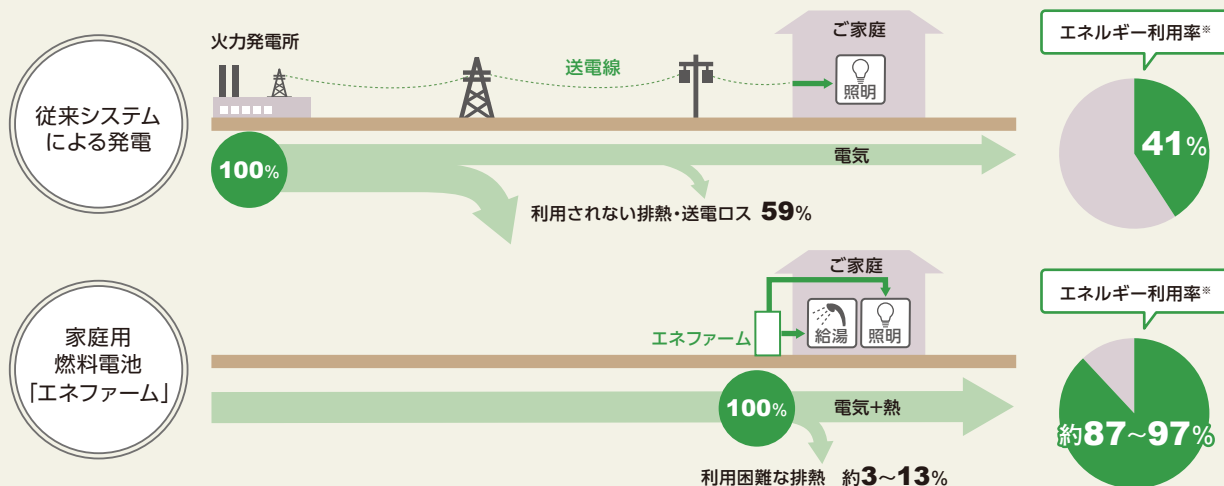 従来システム
による発電
火力発電所
送電線
ご家庭
照明
エネルギー利用率※
100%
電気
41%
利用されない排熱・送電ロス 59%
家庭用
燃料電池
「エネファーム」
エネファーム
ご家庭
給湯
照明
エネルギー利用率※
100%
電気+熱
約87〜97%
利用困難な排熱 約3〜13%